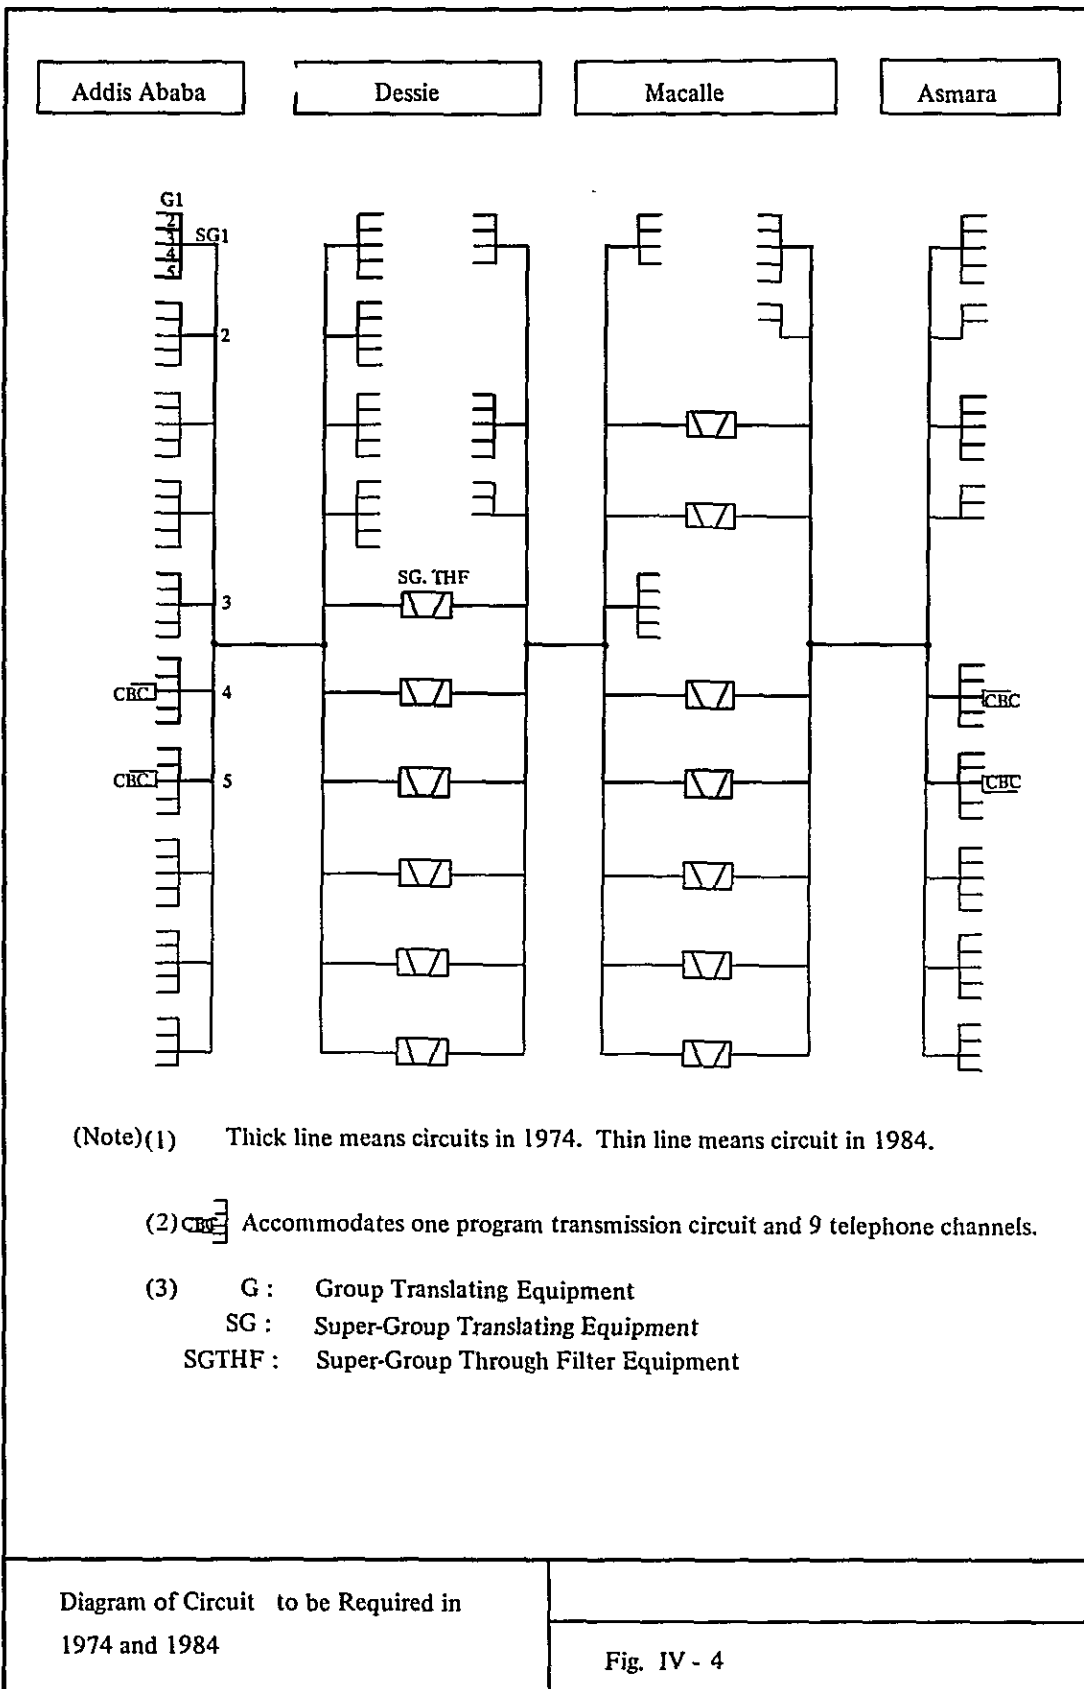 Addis Ababa
Dessie
Macalle
Asmara
G1
2
3
4
5
SG1
2
SG. THF
3
CBC
4
CBC
CBC
5
CBC
(Note)(1) Thick line means circuits in 1974. Thin line means circuit in 1984.
(2) CBC Accommodates one program transmission circuit and 9 telephone channels.
(3) G : Group Translating Equipment
SG : Super-Group Translating Equipment
SGTHF : Super-Group Through Filter Equipment
Diagram of Circuit to be Required in
1974 and 1984
Fig. IV - 4